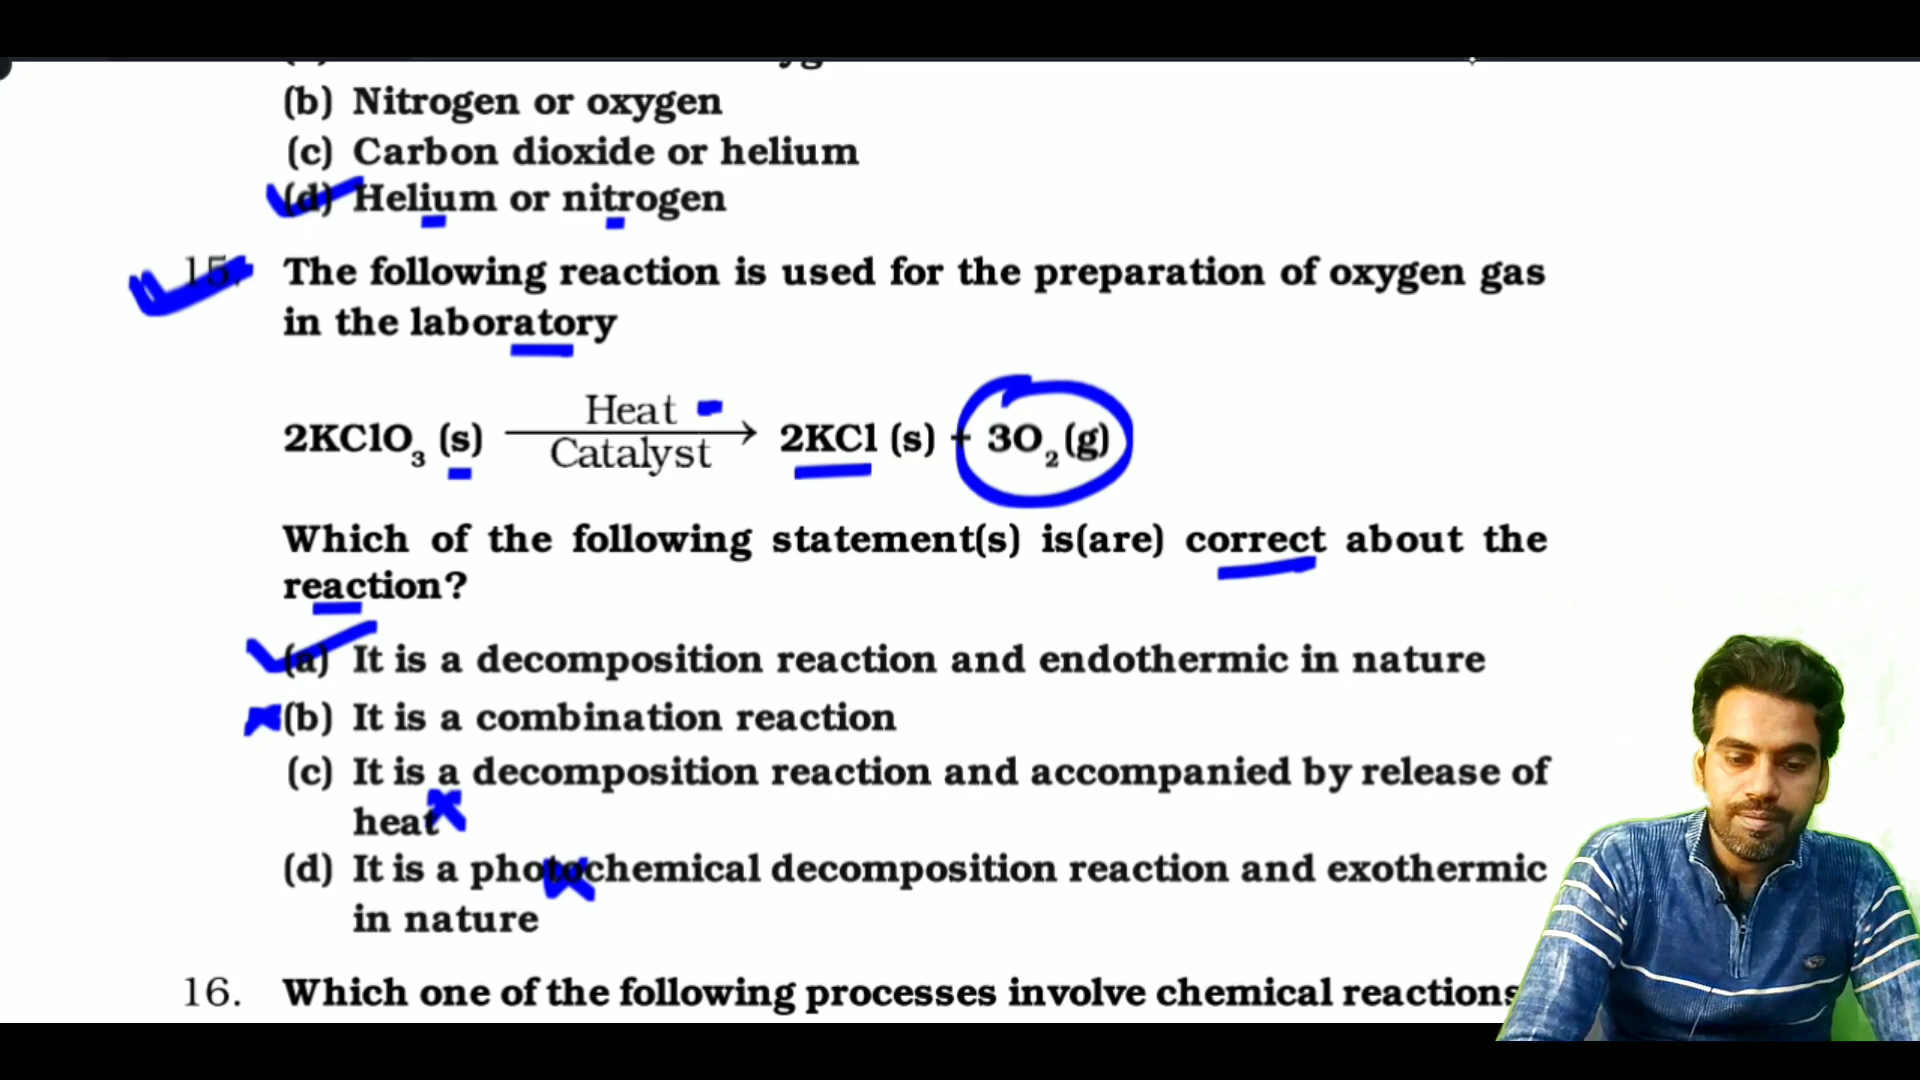 (b) Nitrogen or oxygen
(c) Carbon dioxide or helium
(d) Helium or nitrogen
15. The following reaction is used for the preparation of oxygen gas
in the laboratory
Heat
2KClO₃ (s) → 2KCl (s) + 3O₂(g)
Catalyst
Which of the following statement(s) is(are) correct about the
reaction?
(a) It is a decomposition reaction and endothermic in nature
(b) It is a combination reaction
(c) It is a decomposition reaction and accompanied by release of
heat
(d) It is a photochemical decomposition reaction and exothermic
in nature
16. Which one of the following processes involve chemical reactions